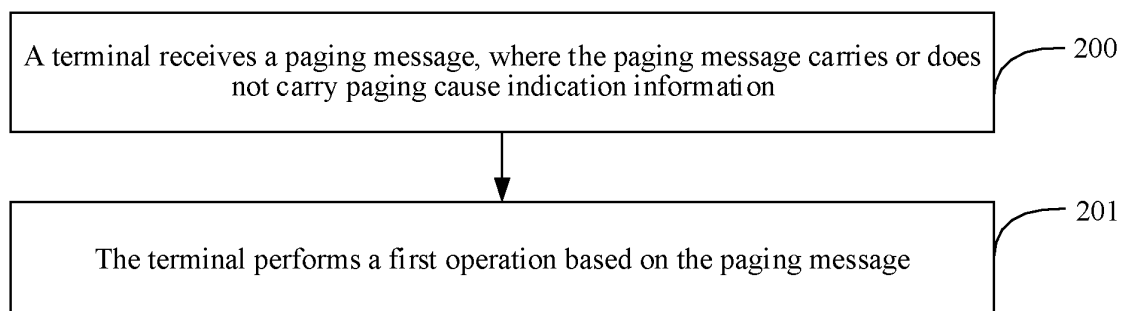 A terminal receives a paging message, where the paging message carries or does
not carry paging cause indication information
200
The terminal performs a first operation based on the paging message
201